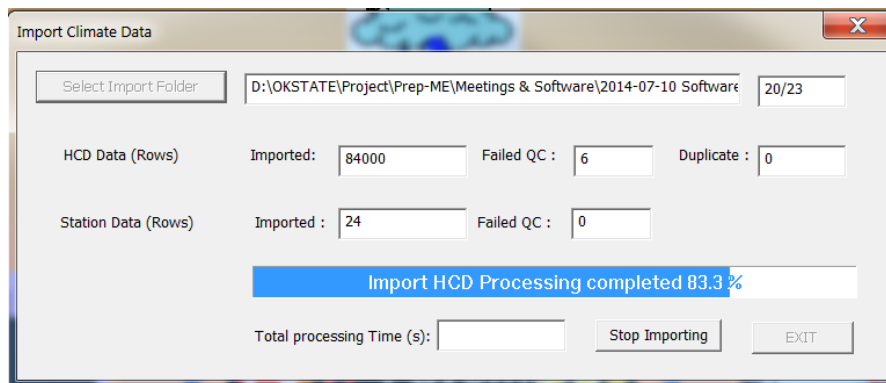 Import Climate Data
X
Select Import Folder D:\OKSTATE\Project\Prep-ME\Meetings & Software\2014-07-10 Software 20/23
HCD Data (Rows) Imported: 84000 Failed QC : 6 Duplicate : 0
Station Data (Rows) Imported : 24 Failed QC : 0
Import HCD Processing completed 83.3 %
Total processing Time (s): Stop Importing EXIT